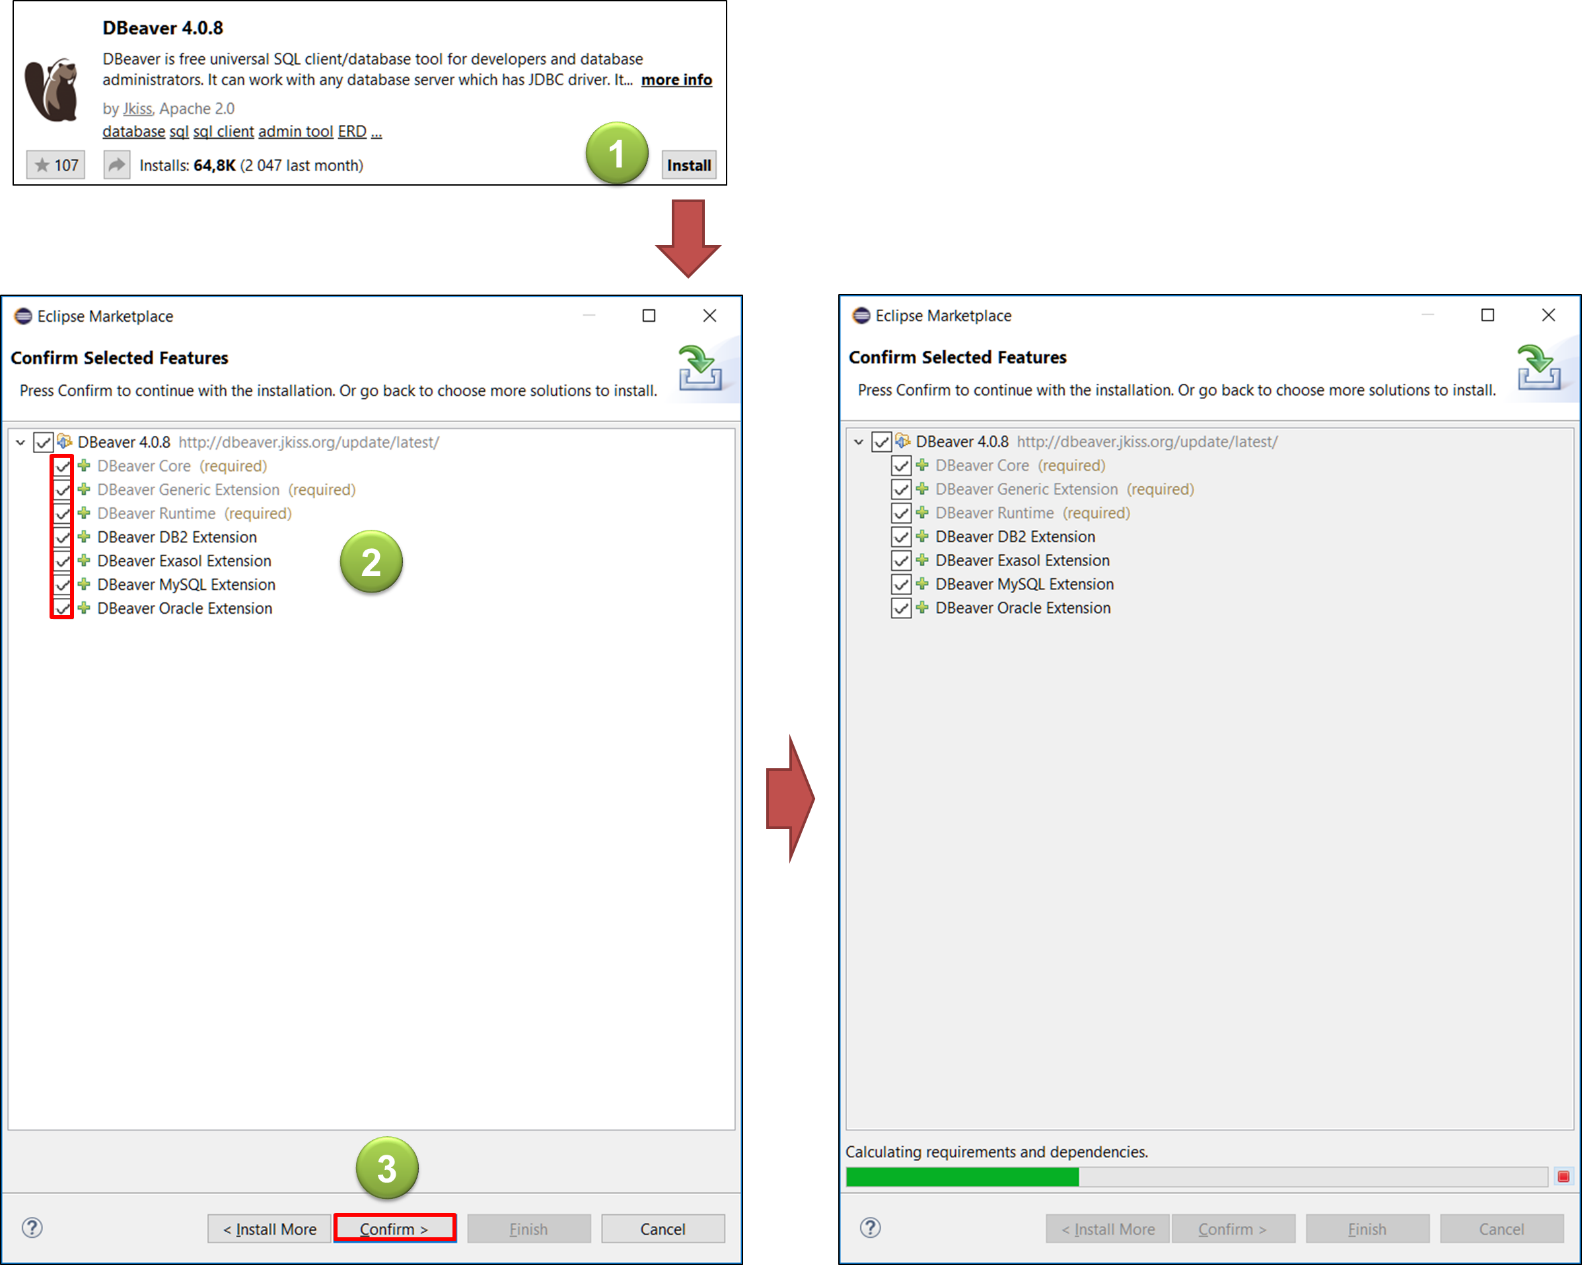 DBeaver 4.0.8
DBeaver is free universal SQL client/database tool for developers and database
administrators. It can work with any database server which has JDBC driver. It... more info
by Jkiss, Apache 2.0
database sql sql client admin tool ERD ...
107 Installs: 64,8K (2 047 last month) 1 Install
Eclipse Marketplace
Confirm Selected Features
Press Confirm to continue with the installation. Or go back to choose more solutions to install.
DBeaver 4.0.8 http://dbeaver.jkiss.org/update/latest/
DBeaver Core (required)
DBeaver Generic Extension (required)
DBeaver Runtime (required)
DBeaver DB2 Extension
DBeaver Exasol Extension
2
DBeaver MySQL Extension
DBeaver Oracle Extension
3
? < Install More Confirm > Finish Cancel
Eclipse Marketplace
Confirm Selected Features
Press Confirm to continue with the installation. Or go back to choose more solutions to install.
DBeaver 4.0.8 http://dbeaver.jkiss.org/update/latest/
DBeaver Core (required)
DBeaver Generic Extension (required)
DBeaver Runtime (required)
DBeaver DB2 Extension
DBeaver Exasol Extension
DBeaver MySQL Extension
DBeaver Oracle Extension
Calculating requirements and dependencies.
? < Install More Confirm > Finish Cancel